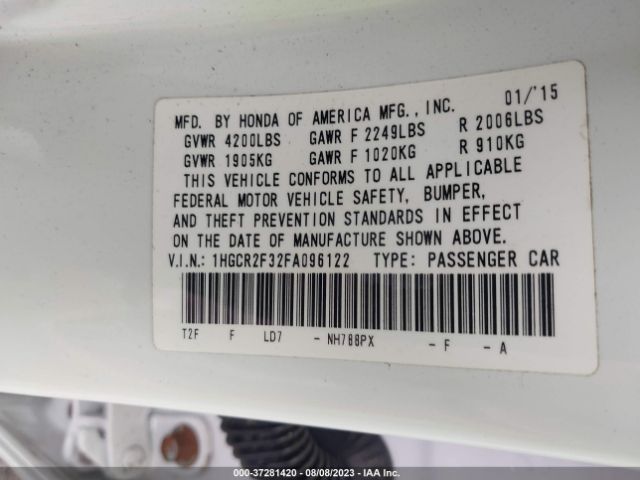 MFD. BY HONDA OF AMERICA MFG., INC. 01/'15
GVWR 4200LBS GAWR F 2249LBS R 2006LBS
GVWR 1905KG GAWR F 1020KG R 910KG
THIS VEHICLE CONFORMS TO ALL APPLICABLE
FEDERAL MOTOR VEHICLE SAFETY, BUMPER,
AND THEFT PREVENTION STANDARDS IN EFFECT
ON THE DATE OF MANUFACTURE SHOWN ABOVE.
V.I.N.: 1HGCR2F32FA096122 TYPE: PASSENGER CAR
T2F F LD7 - NH788PX - F - A
000-37281420 - 08/08/2023 - IAA Inc.